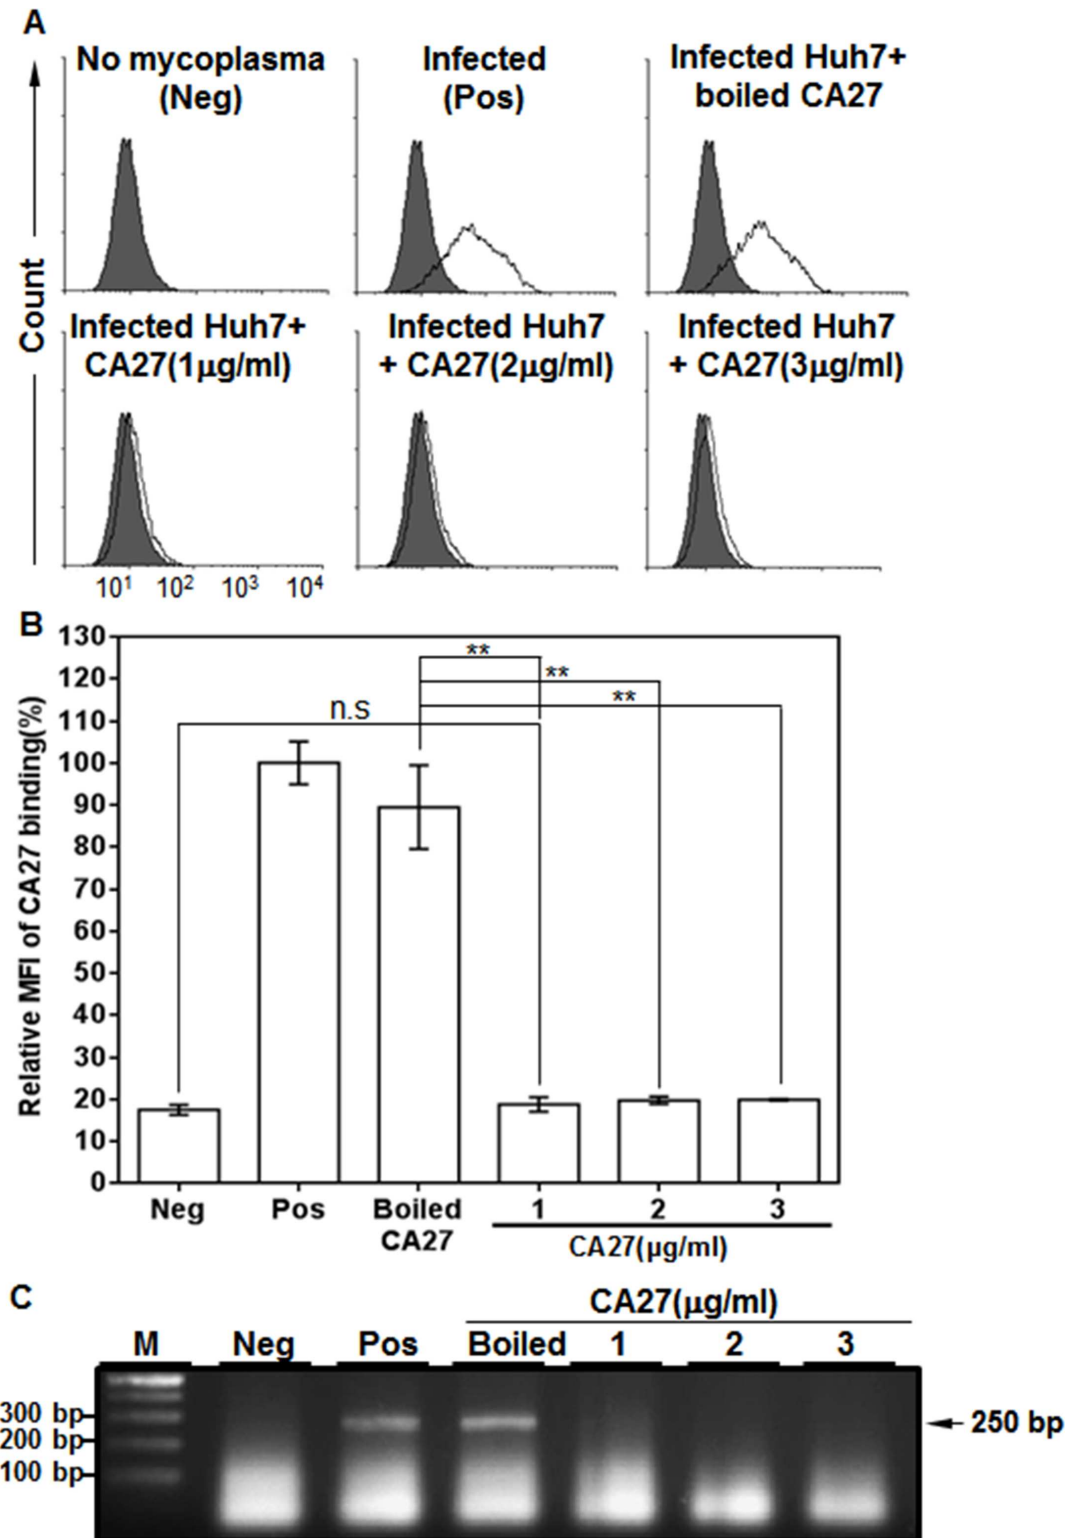 A
No mycoplasma
(Neg)
Infected
(Pos)
Infected Huh7+
boiled CA27
Count
Infected Huh7+
CA27(1μg/ml)
Infected Huh7
+ CA27(2μg/ml)
Infected Huh7
+ CA27(3μg/ml)
10¹ 10² 10³ 10⁴
B
Relative MFI of CA27 binding(%)
130
120
110
100
90
80
70
60
50
40
30
20
10
0
**
**
**
n.s
Neg
Pos
Boiled
CA27
1
2
3
CA27(μg/ml)
C
CA27(μg/ml)
M Neg Pos Boiled 1 2 3
300 bp
200 bp
100 bp
250 bp